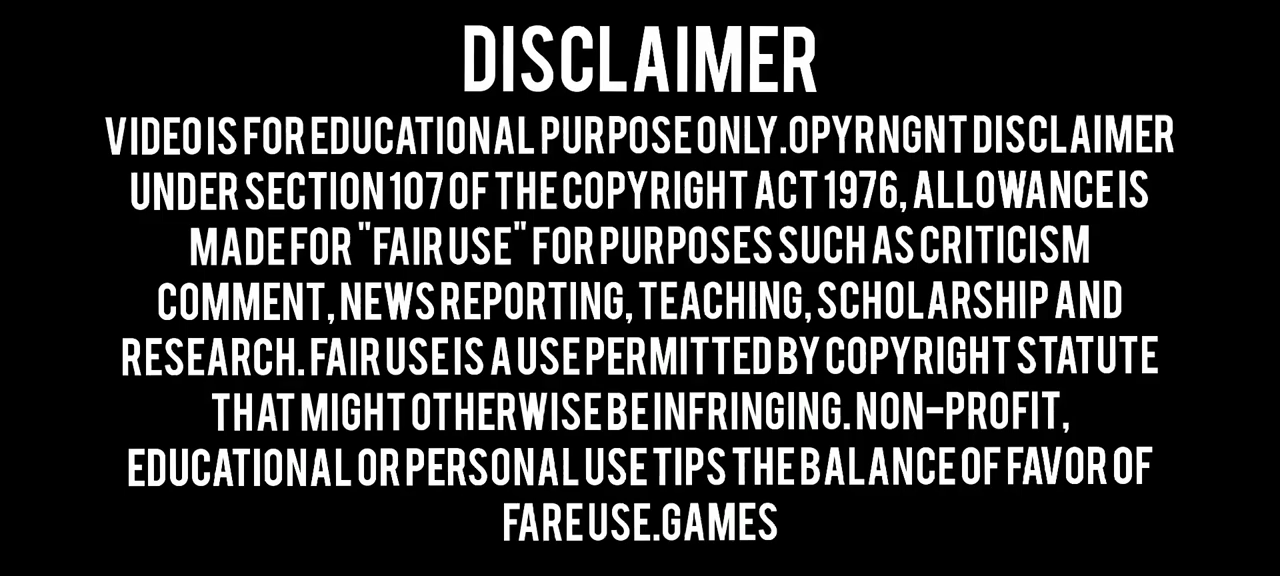 DISCLAIMER
VIDEO IS FOR EDUCATIONAL PURPOSE ONLY.OPYRNGNT DISCLAIMER
UNDER SECTION 107 OF THE COPYRIGHT ACT 1976, ALLOWANCE IS
MADE FOR "FAIR USE" FOR PURPOSES SUCH AS CRITICISM
COMMENT, NEWS REPORTING, TEACHING, SCHOLARSHIP AND
RESEARCH. FAIR USE IS A USE PERMITTED BY COPYRIGHT STATUTE
THAT MIGHT OTHERWISE BE INFRINGING. NON-PROFIT,
EDUCATIONAL OR PERSONAL USE TIPS THE BALANCE OF FAVOR OF
FARE USE.GAMES